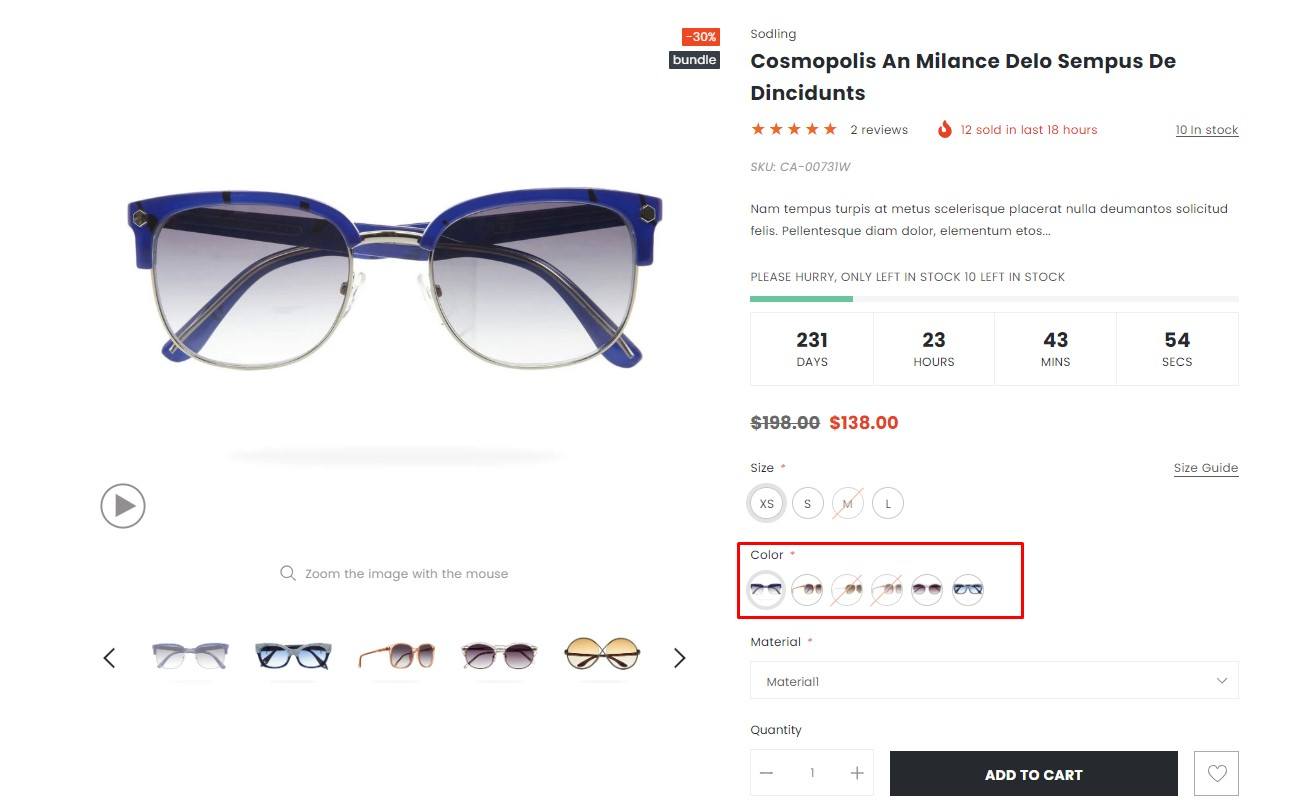 -30%
bundle
Sodling
Cosmopolis An Milance Delo Sempus De
Dincidunts
2 reviews
12 sold in last 18 hours
10 In stock
SKU: CA-00731W
Nam tempus turpis at metus scelerisque placerat nulla deumantos solicitud
felis. Pellentesque diam dolor, elementum etos...
PLEASE HURRY, ONLY LEFT IN STOCK 10 LEFT IN STOCK
231 23 43 54
DAYS HOURS MINS SECS
$198.00 $138.00
Size * Size Guide
XS S M L
Color *
Zoom the image with the mouse
Material *
Material1
Quantity
1
ADD TO CART